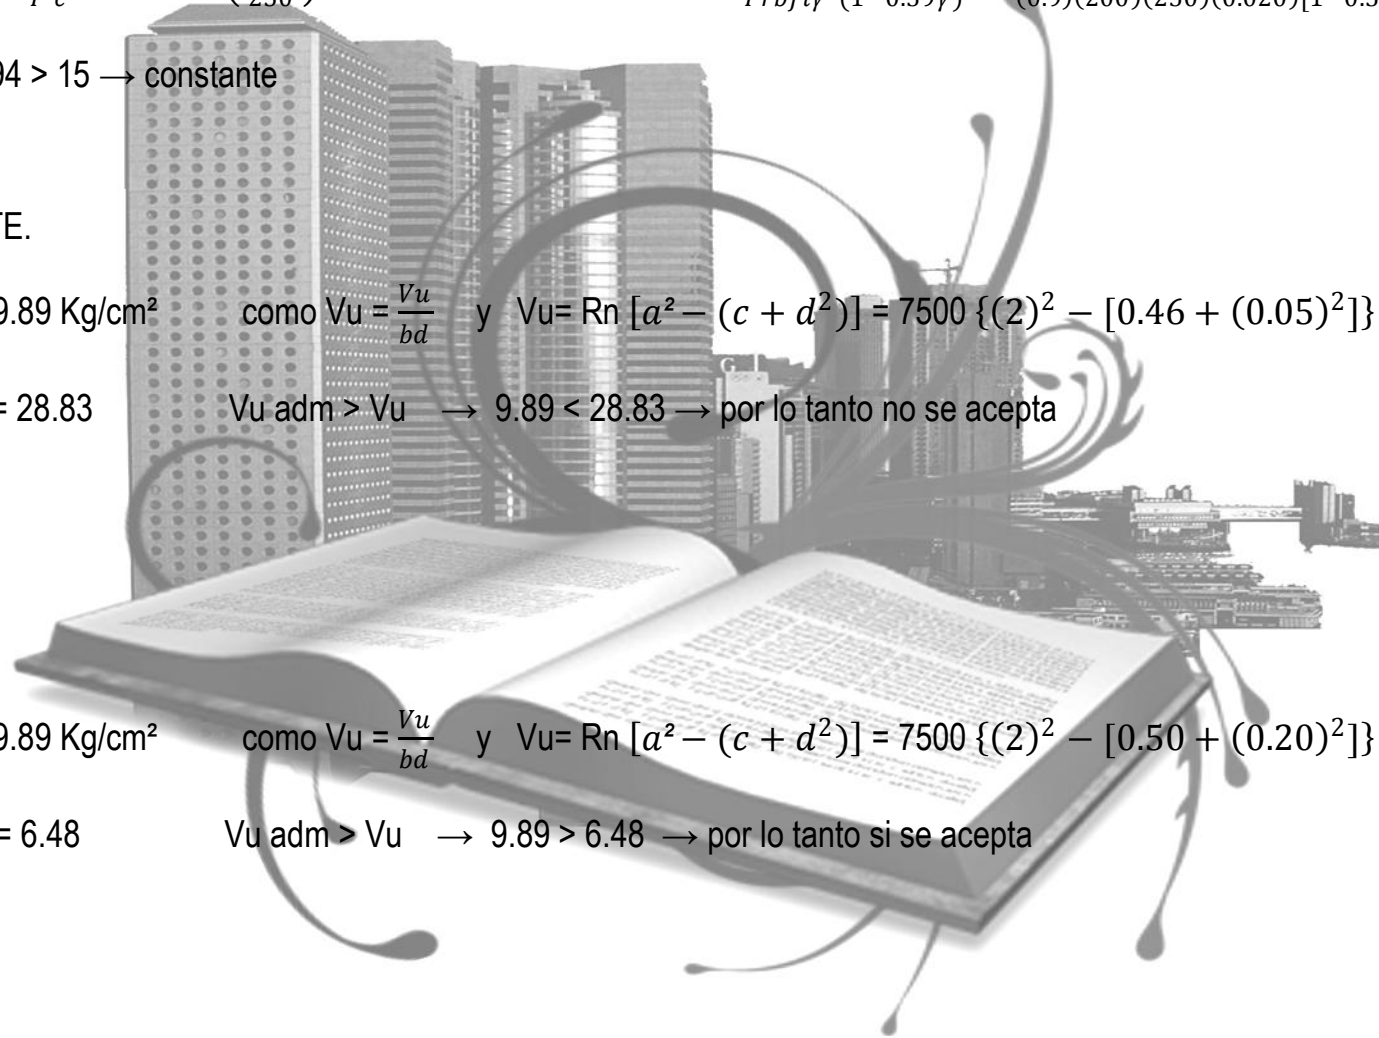 94 > 15 → constante
TE.
9.89 Kg/cm² como Vu = \frac{Vu}{bd} y Vu= Rn [a² − (c + d²)] = 7500 {(2)² − [0.46 + (0.05)²]}
= 28.83 Vu adm > Vu → 9.89 < 28.83 → por lo tanto no se acepta
G
9.89 Kg/cm² como Vu = \frac{Vu}{bd} y Vu= Rn [a² − (c + d²)] = 7500 {(2)² − [0.50 + (0.20)²]}
= 6.48 Vu adm > Vu → 9.89 > 6.48 → por lo tanto si se acepta